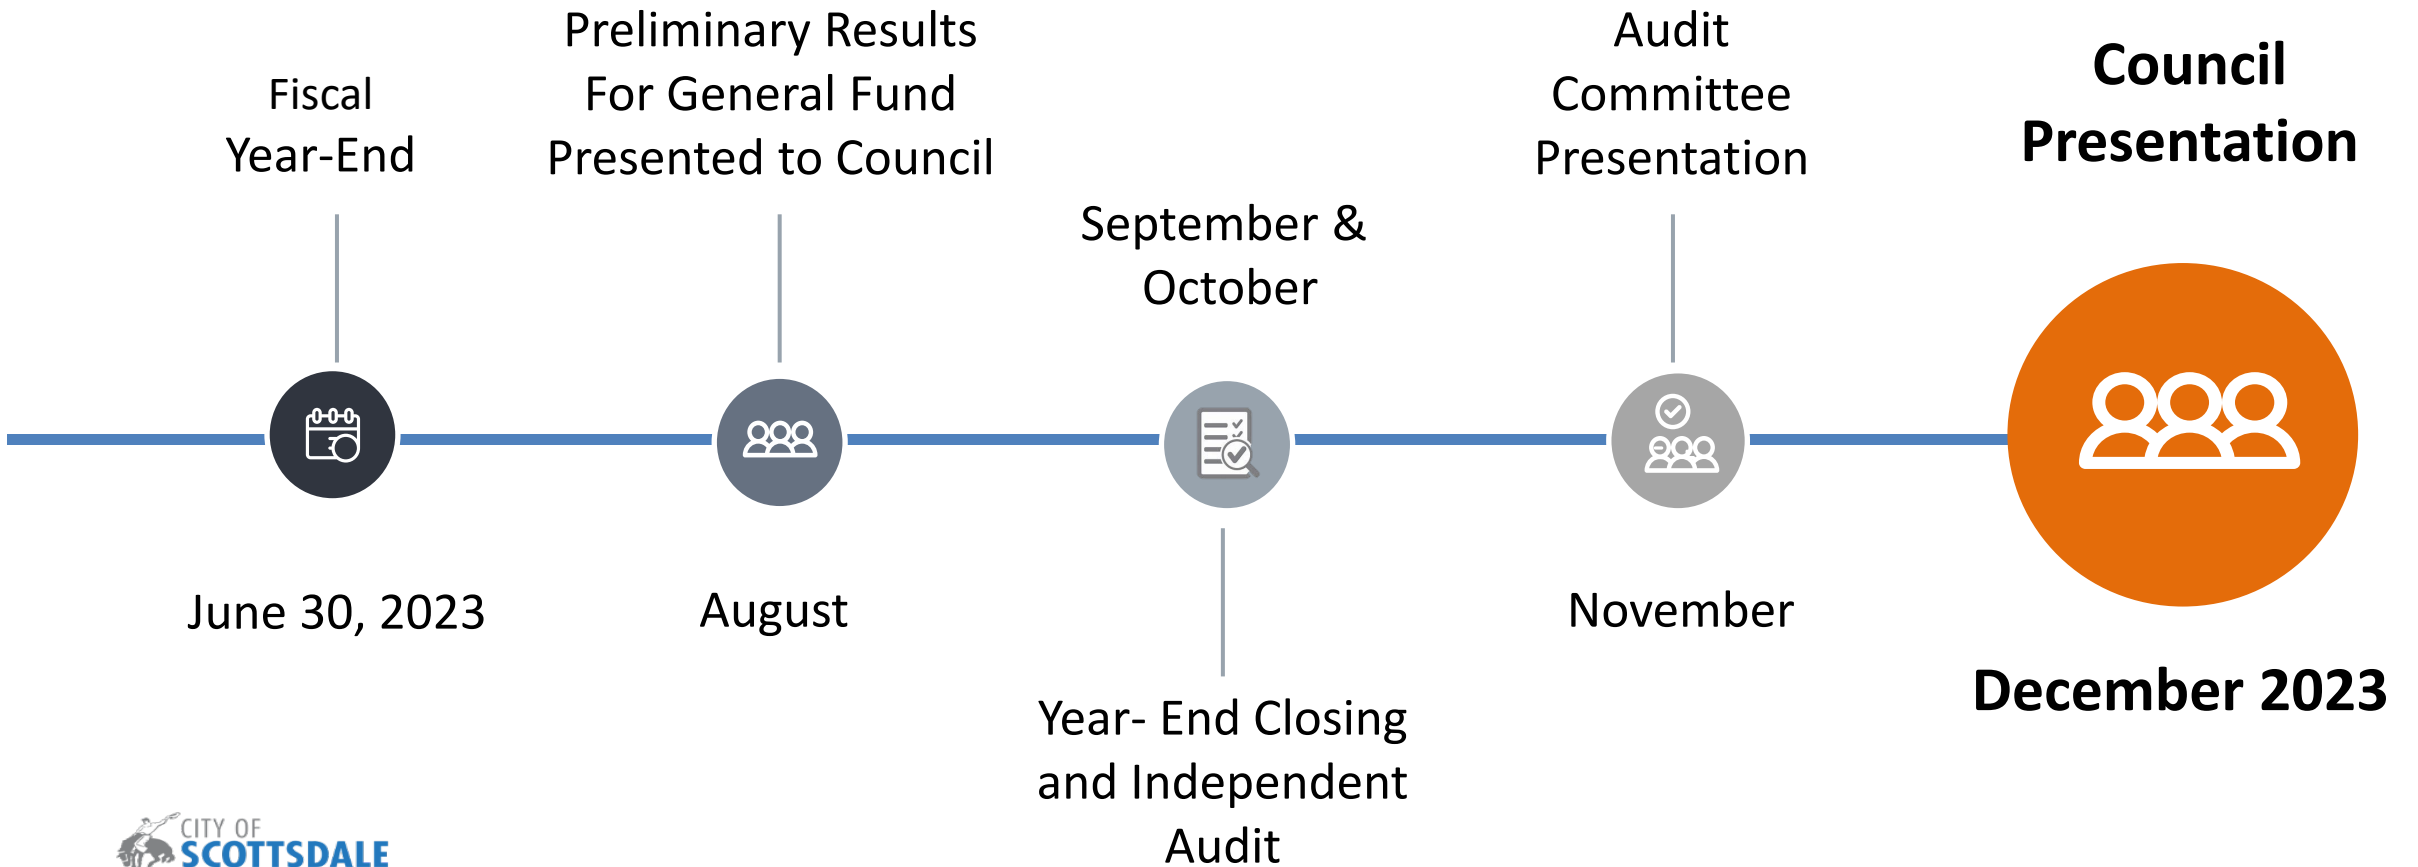 Fiscal
Year-End
June 30, 2023
Preliminary Results
For General Fund
Presented to Council
August
September &
October
Year- End Closing
and Independent
Audit
Audit
Committee
Presentation
November
Council
Presentation
December 2023
CITY OF
SCOTTSDALE